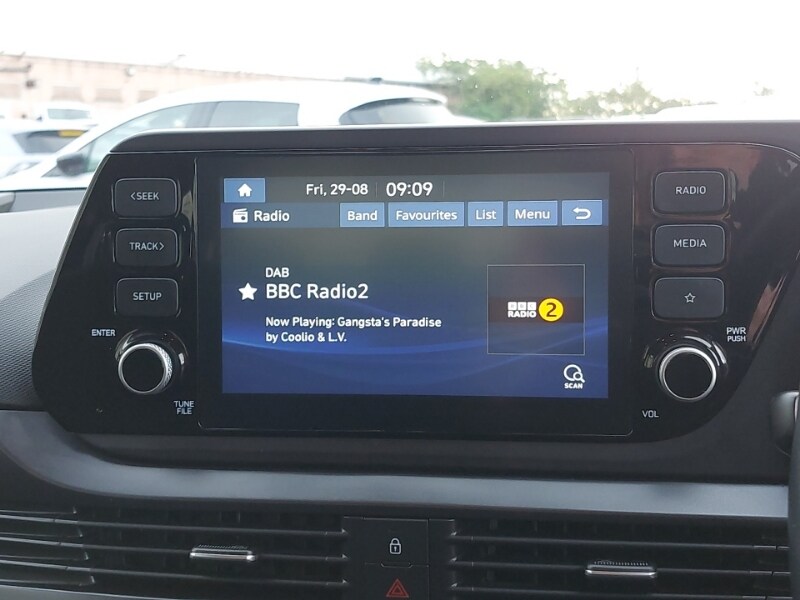 Fri, 29-08 09:09
Radio Band Favourites List Menu
DAB
BBC Radio2
Now Playing: Gangsta's Paradise
by Coolio & L.V.
BBC
RADIO 2
SCAN
<SEEK
TRACK>
SETUP
ENTER
TUNE
FILE
RADIO
MEDIA
PWR
PUSH
VOL